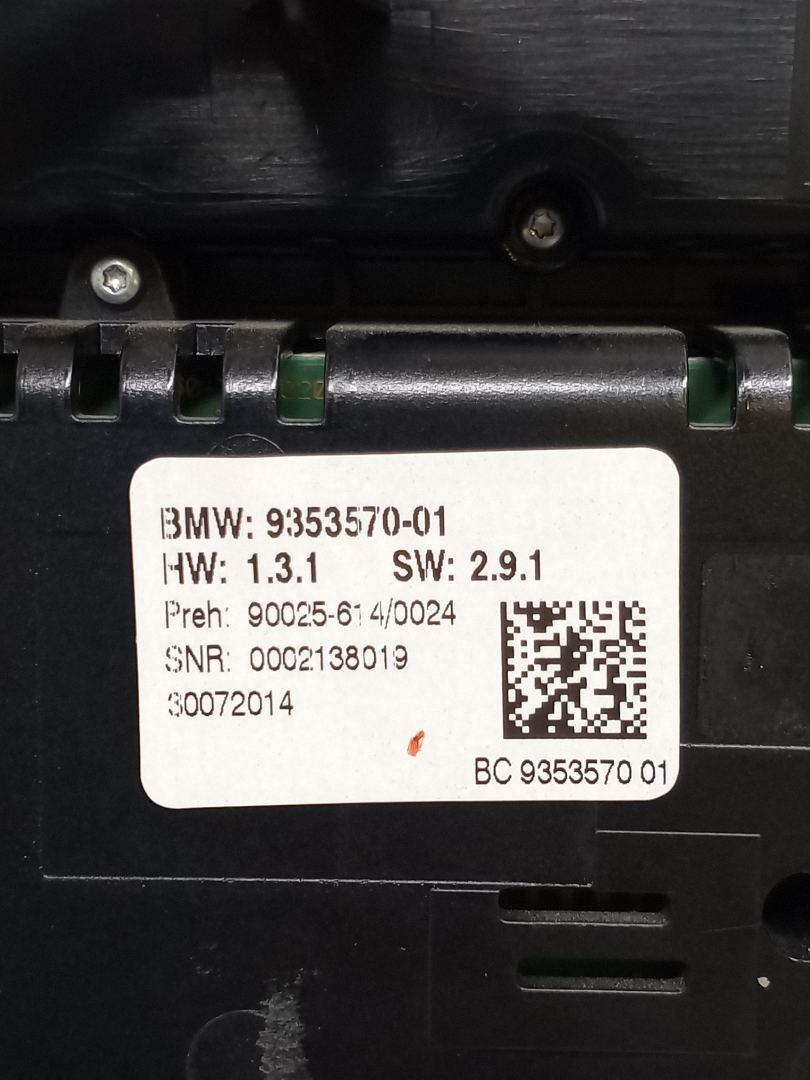 BMW: 9353570-01
HW: 1.3.1 SW: 2.9.1
Preh: 90025-614/0024
SNR: 0002138019
30072014
BC 9353570 01